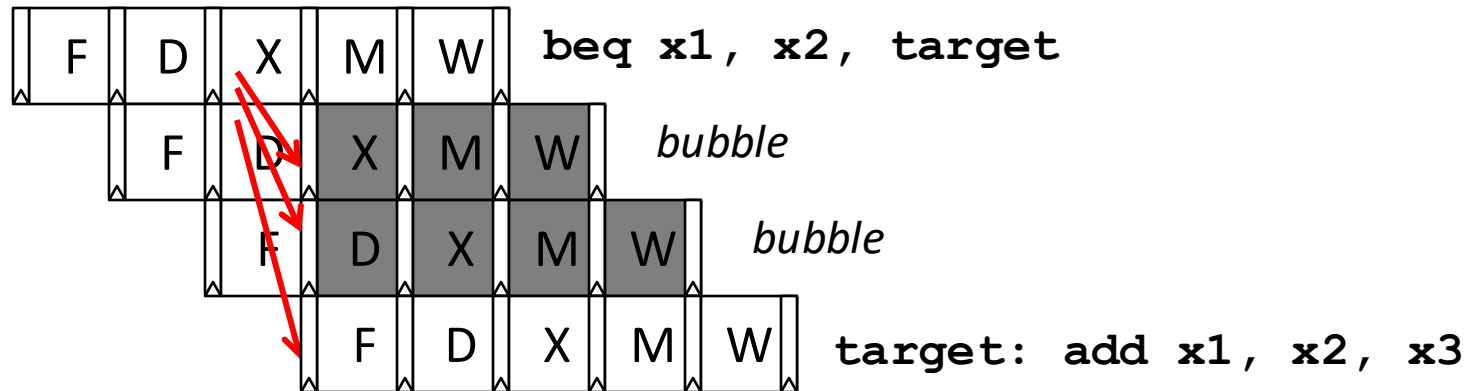 F D X M W beq x1, x2, target
F D X M W bubble
F D X M W bubble
F D X M W target: add x1, x2, x3